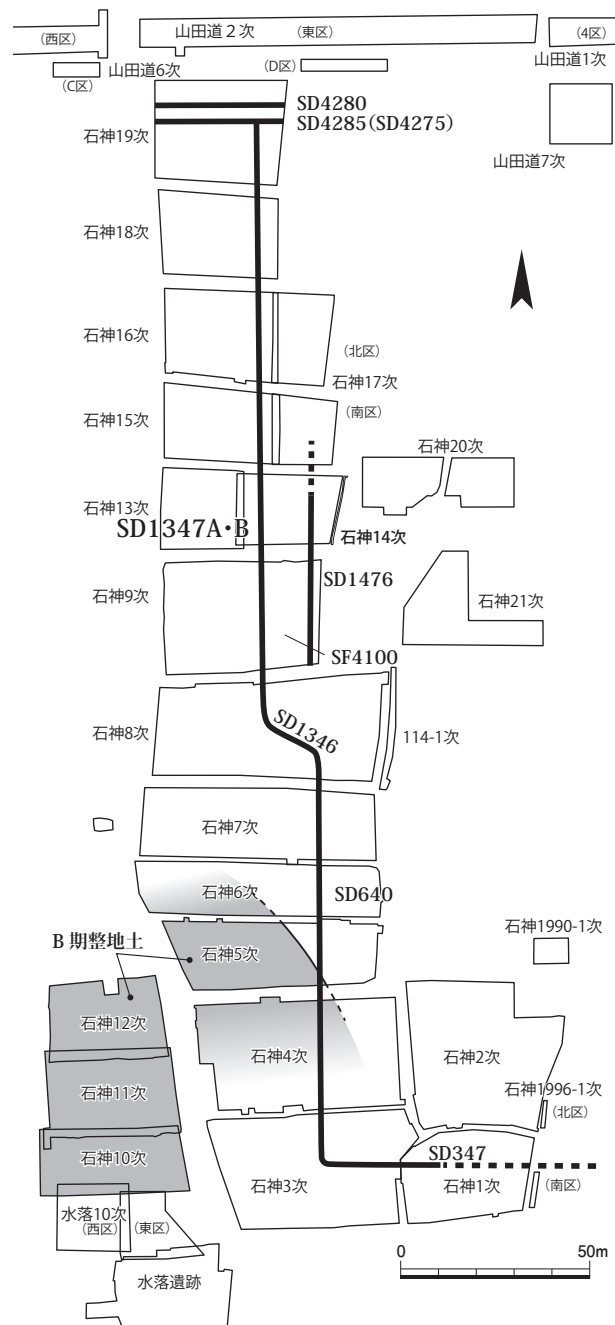 (西区)
山田道2次
(東区)
(4区)
(C区)
山田道6次
(D区)
山田道1次
SD4280
SD4285(SD4275)
石神19次
山田道7次
石神18次
石神16次
(北区)
石神17次
石神15次
(南区)
石神20次
石神13次
SD1347A・B
石神14次
SD1476
石神9次
石神21次
SF4100
SD1346
石神8次
114-1次
石神7次
石神6次
SD640
B期整地土
石神5次
石神1990-1次
石神12次
石神4次
石神2次
石神11次
石神1996-1次
(北区)
石神10次
SD347
石神3次
石神1次
(南区)
水落10次
(西区)
(東区)
水落遺跡
0
50m